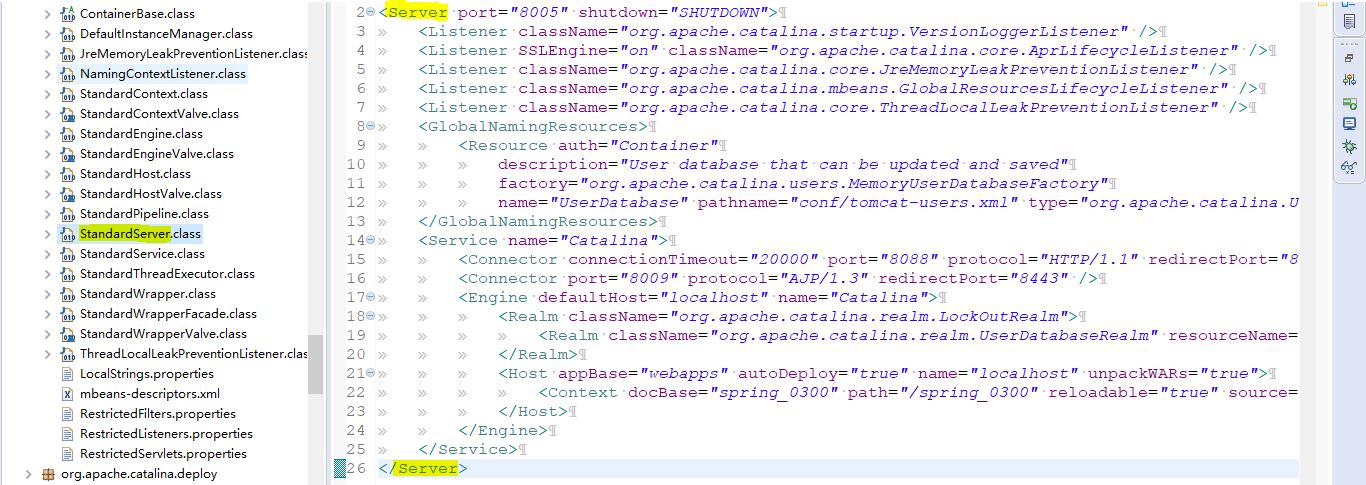 ContainerBase.class
DefaultInstanceManager.class
JreMemoryLeakPreventionListener.class
NamingContextListener.class
StandardContext.class
StandardContextValve.class
StandardEngine.class
StandardEngineValve.class
StandardHost.class
StandardHostValve.class
StandardPipeline.class
StandardServer.class
StandardService.class
StandardThreadExecutor.class
StandardWrapper.class
StandardWrapperFacade.class
StandardWrapperValve.class
ThreadLocalLeakPreventionListener.clas
LocalStrings.properties
mbeans-descriptors.xml
RestrictedFilters.properties
RestrictedListeners.properties
RestrictedServlets.properties
org.apache.catalina.deploy
2 <Server port="8005" shutdown="SHUTDOWN">
3 <Listener className="org.apache.catalina.startup.VersionLoggerListener" />
4 <Listener SSLEngine="on" className="org.apache.catalina.core.AprLifecycleListener" />
5 <Listener className="org.apache.catalina.core.JreMemoryLeakPreventionListener" />
6 <Listener className="org.apache.catalina.mbeans.GlobalResourcesLifecycleListener" />
7 <Listener className="org.apache.catalina.core.ThreadLocalLeakPreventionListener" />
8 <GlobalNamingResources>
9 <Resource auth="Container"
10 description="User database that can be updated and saved"
11 factory="org.apache.catalina.users.MemoryUserDatabaseFactory"
12 name="UserDatabase" pathname="conf/tomcat-users.xml" type="org.apache.catalina.U
13 </GlobalNamingResources>
14 <Service name="Catalina">
15 <Connector connectionTimeout="20000" port="8088" protocol="HTTP/1.1" redirectPort="8
16 <Connector port="8009" protocol="AJP/1.3" redirectPort="8443" />
17 <Engine defaultHost="localhost" name="Catalina">
18 <Realm className="org.apache.catalina.realm.LockOutRealm">
19 <Realm className="org.apache.catalina.realm.UserDatabaseRealm" resourceName=
20 </Realm>
21 <Host appBase="webapps" autoDeploy="true" name="localhost" unpackWARs="true">
22 <Context docBase="spring_0300" path="/spring_0300" reloadable="true" source=
23 </Host>
24 </Engine>
25 </Service>
26 </Server>